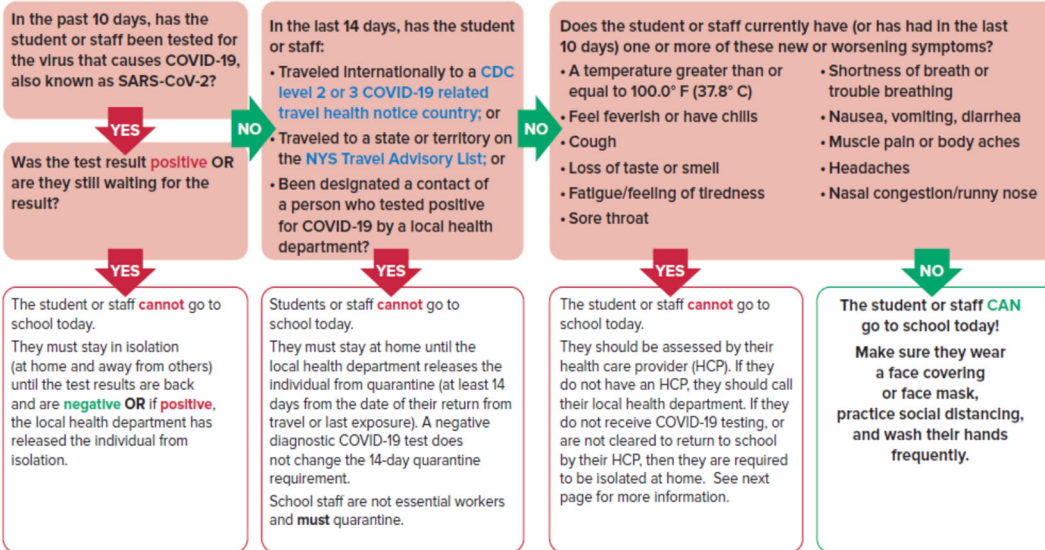 In the past 10 days, has the
student or staff been tested for
the virus that causes COVID-19,
also known as SARS-CoV-2?
YES
Was the test result positive OR
are they still waiting for the
result?
YES
The student or staff cannot go to
school today.
They must stay in isolation
(at home and away from others)
until the test results are back
and are negative OR if positive,
the local health department has
released the individual from
isolation.
NO
In the last 14 days, has the student
or staff:
• Traveled internationally to a CDC
level 2 or 3 COVID-19 related
travel health notice country; or
• Traveled to a state or territory on
the NYS Travel Advisory List; or
• Been designated a contact of
a person who tested positive
for COVID-19 by a local health
department?
YES
Students or staff cannot go to
school today.
They must stay at home until the
local health department releases the
individual from quarantine (at least 14
days from the date of their return from
travel or last exposure). A negative
diagnostic COVID-19 test does
not change the 14-day quarantine
requirement.
School staff are not essential workers
and must quarantine.
NO
Does the student or staff currently have (or has had in the last
10 days) one or more of these new or worsening symptoms?
• A temperature greater than or
equal to 100.0° F (37.8° C)
• Feel feverish or have chills
• Cough
• Loss of taste or smell
• Fatigue/feeling of tiredness
• Sore throat
• Shortness of breath or
trouble breathing
• Nausea, vomiting, diarrhea
• Muscle pain or body aches
• Headaches
• Nasal congestion/runny nose
YES
The student or staff cannot go to
school today.
They should be assessed by their
health care provider (HCP). If they
do not have an HCP, they should call
their local health department. If they
do not receive COVID-19 testing, or
are not cleared to return to school
by their HCP, then they are required
to be isolated at home. See next
page for more information.
NO
The student or staff CAN
go to school today!
Make sure they wear
a face covering
or face mask,
practice social distancing,
and wash their hands
frequently.